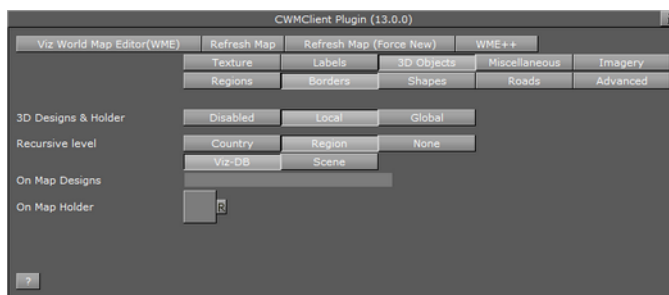 CWMClient Plugin (13.0.0)
Viz World Map Editor(WME) Refresh Map Refresh Map (Force New) WME++
Texture Labels 3D Objects Miscellaneous Imagery
Regions Borders Shapes Roads Advanced
3D Designs & Holder Disabled Local Global
Recursive level Country Region None
Viz-DB Scene
On Map Designs
On Map Holder R
?